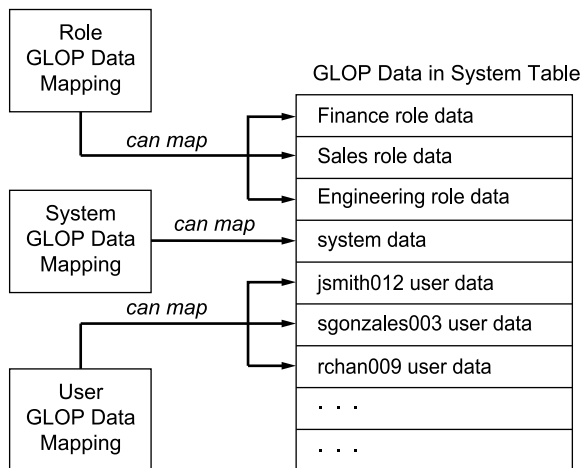 Role
GLOP Data
Mapping
GLOP Data in System Table
Finance role data
can map
Sales role data
Engineering role data
System
GLOP Data
Mapping
can map
system data
jsmith012 user data
can map
sgonzales003 user data
rchan009 user data
User
GLOP Data
Mapping
. . .
. . .